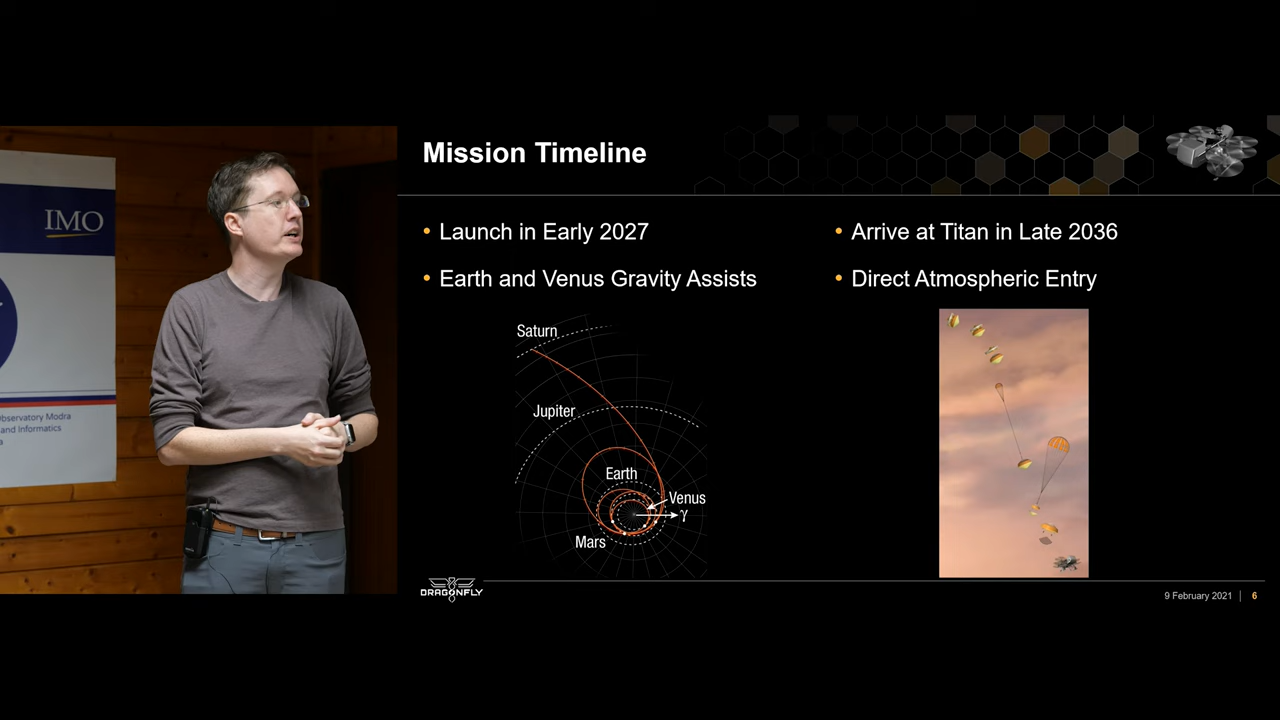 IMO
Observatory Modra
and Informatics
Mission Timeline
• Launch in Early 2027
• Earth and Venus Gravity Assists
• Arrive at Titan in Late 2036
• Direct Atmospheric Entry
Saturn
Jupiter
Earth
Venus
γ
Mars
DRAGONFLY
9 February 2021 | 6